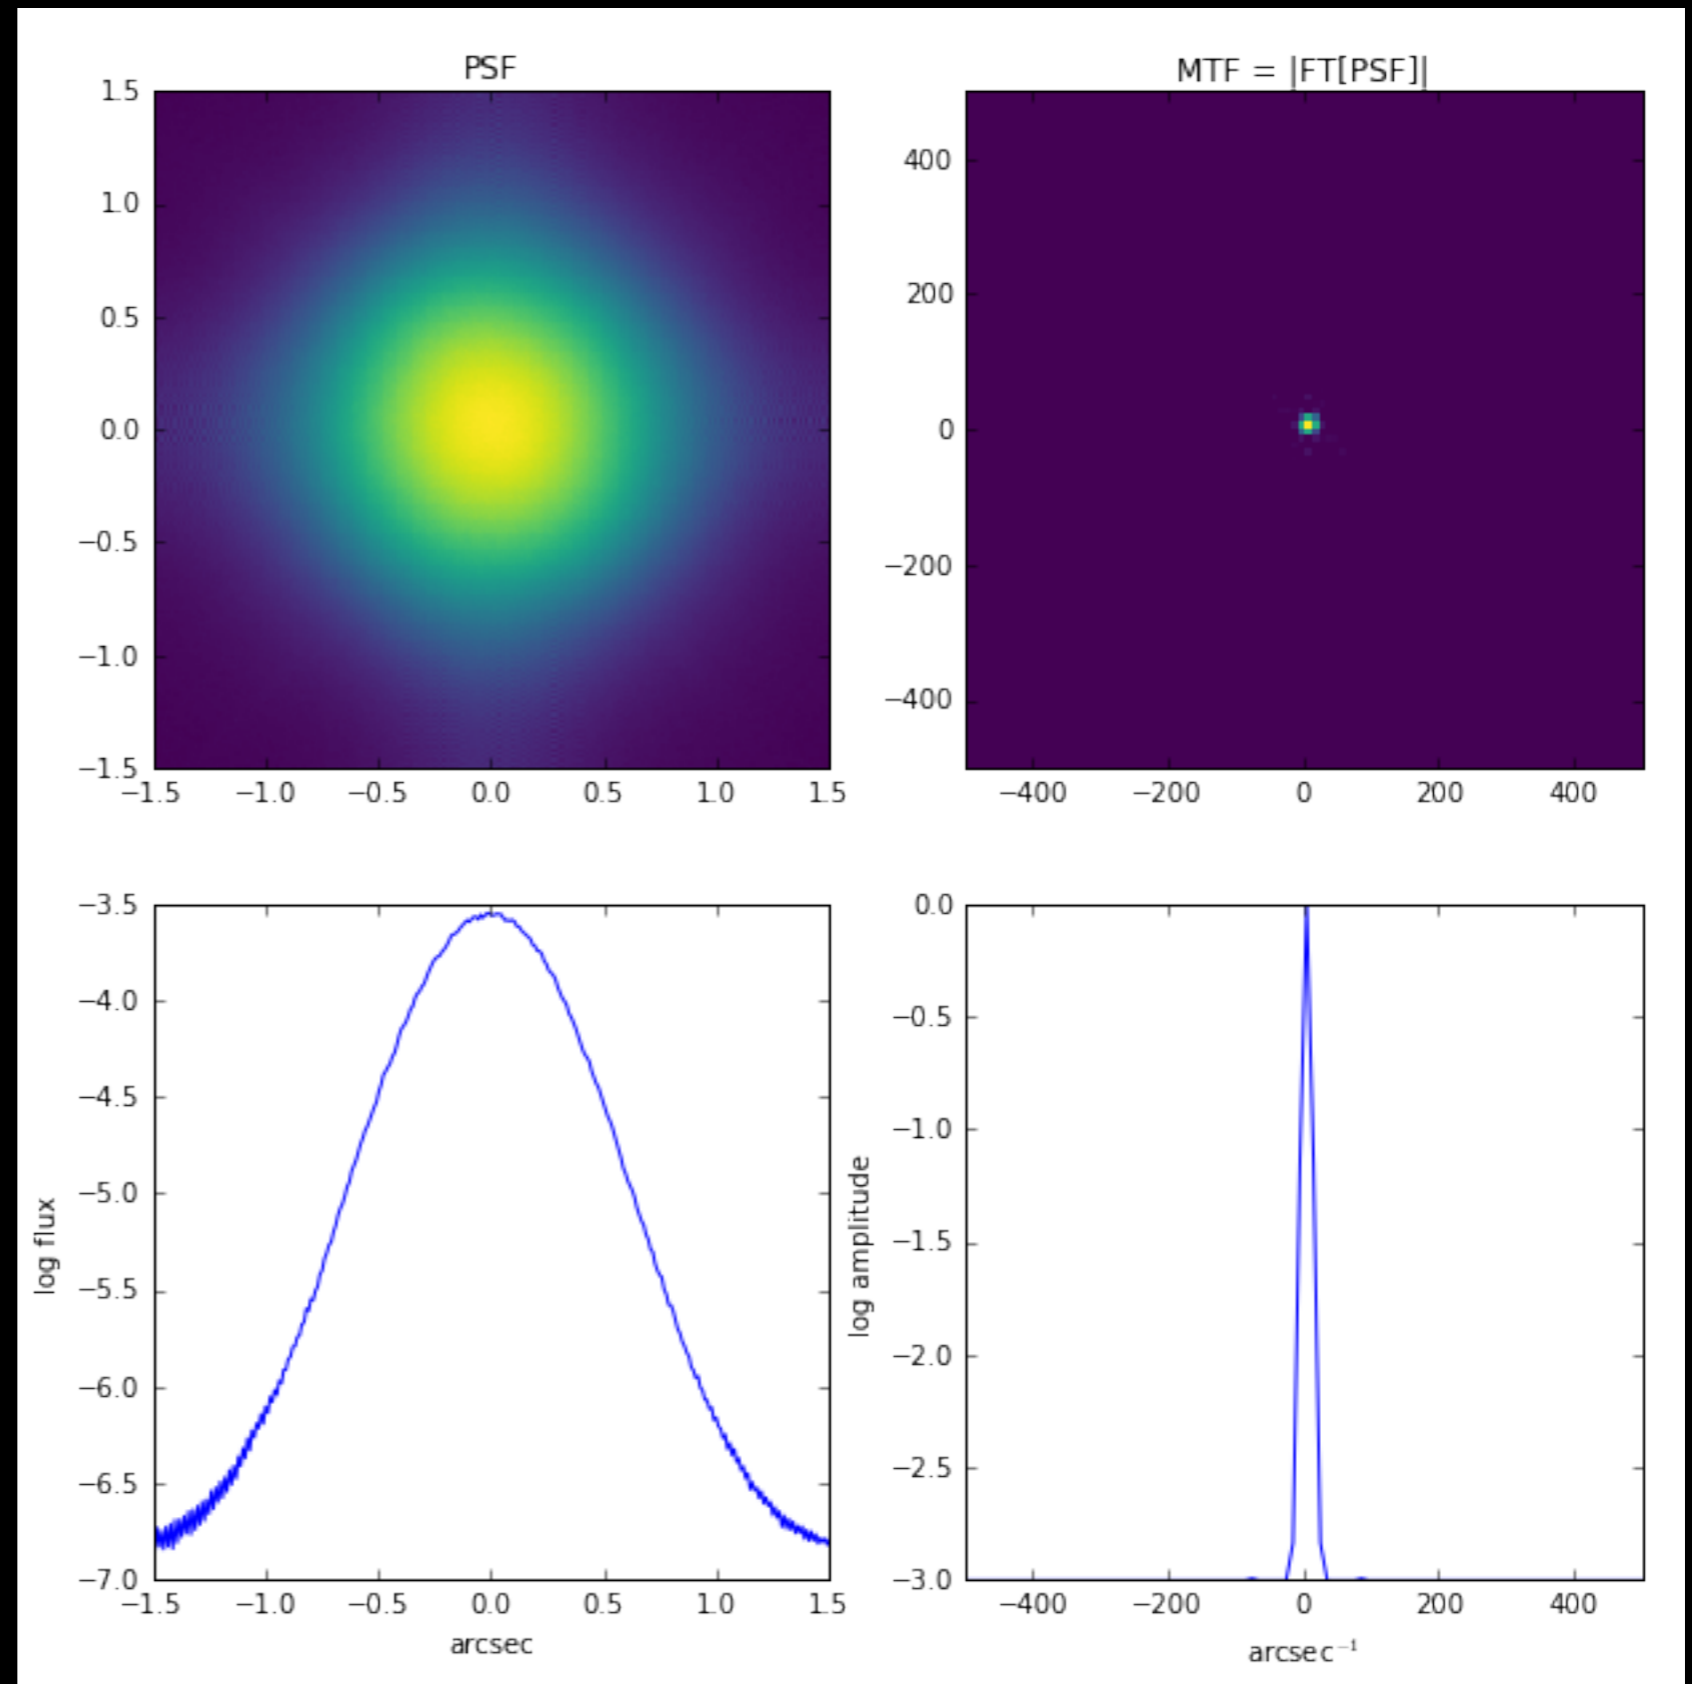 PSF
MTF = |FT[PSF]|
1.5
1.0
0.5
0.0
−0.5
−1.0
−1.5
−1.5 −1.0 −0.5 0.0 0.5 1.0 1.5
400
200
0
−200
−400
−400 −200 0 200 400
log flux
−3.5
−4.0
−4.5
−5.0
−5.5
−6.0
−6.5
−7.0
−1.5 −1.0 −0.5 0.0 0.5 1.0 1.5
arcsec
log amplitude
0.0
−0.5
−1.0
−1.5
−2.0
−2.5
−3.0
−400 −200 0 200 400
arcsec⁻¹